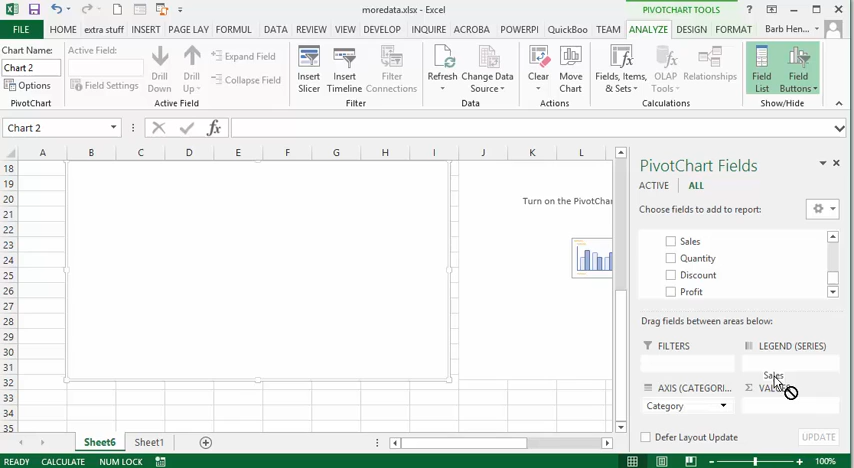 moredata.xlsx - Excel
PIVOTCHART TOOLS
FILE HOME extra stuff INSERT PAGE LAY FORMUL DATA REVIEW VIEW DEVELOP INQUIRE ACROBA POWERPI QuickBoo TEAM ANALYZE DESIGN FORMAT Barb Hen...
Chart Name:
Chart 2
Options
PivotChart
Active Field:
Field Settings
Drill Down
Drill Up
Expand Field
Collapse Field
Active Field
Insert Slicer
Insert Timeline
Filter Connections
Filter
Refresh
Change Data Source
Data
Clear
Move Chart
Actions
Fields, Items, & Sets
OLAP Tools
Relationships
Calculations
Field List
Field Buttons
Show/Hide
Chart 2
fx
A B C D E F G H I J K L
18
19
20
21
22
23
24
25
26
27
28
29
30
31
32
33
34
35
Turn on the PivotChar
PivotChart Fields
ACTIVE ALL
Choose fields to add to report:
Sales
Quantity
Discount
Profit
Drag fields between areas below:
FILTERS
LEGEND (SERIES)
Sales
AXIS (CATEGORI...
Σ VALUES
Category
Defer Layout Update
UPDATE
Sheet6 Sheet1
READY CALCULATE NUM LOCK
100%